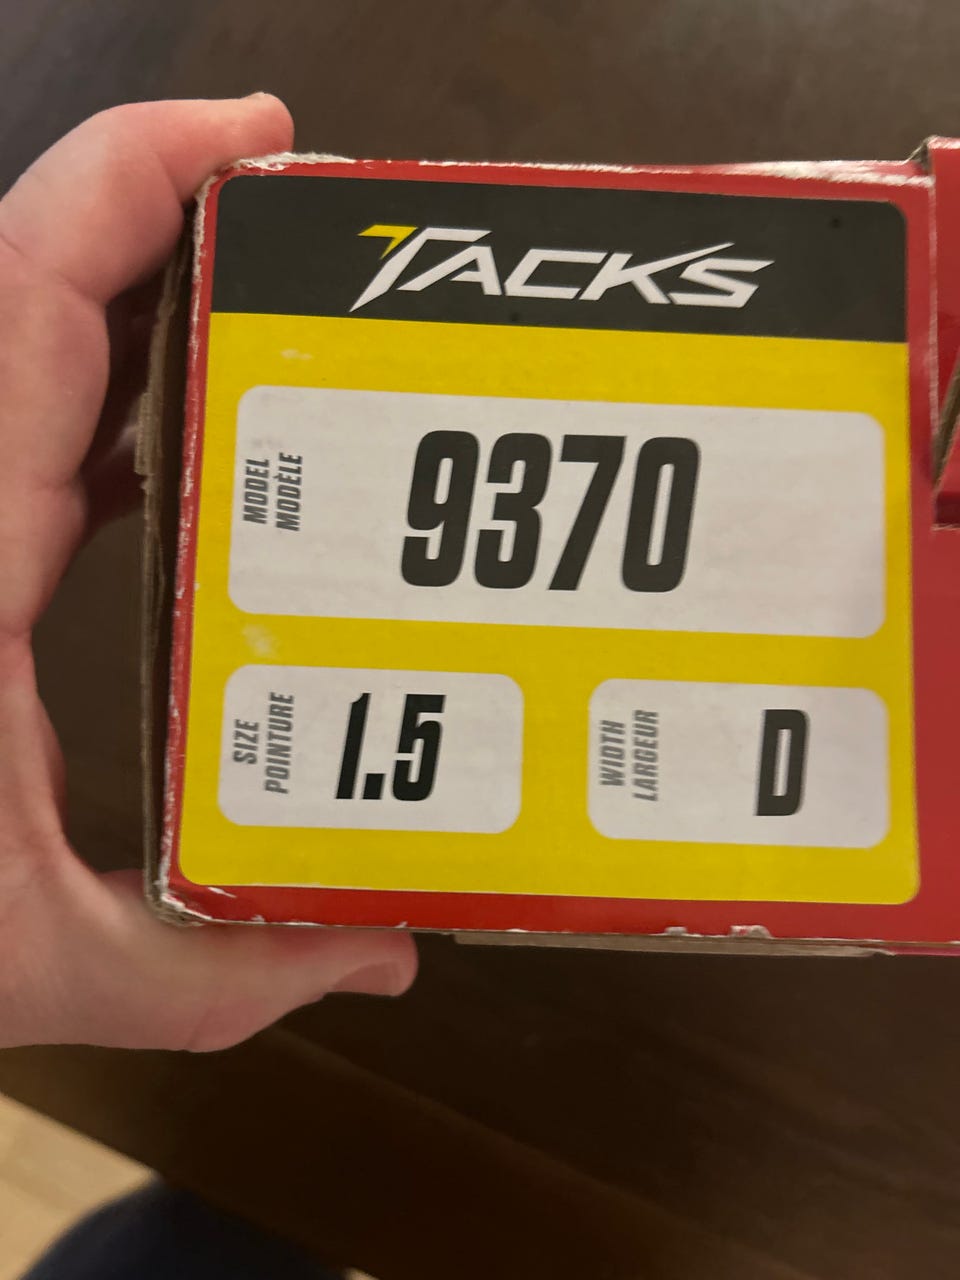 TACKS
MODEL
MODÈLE
9370
SIZE
POINTURE
1.5
WIDTH
LARGEUR
D